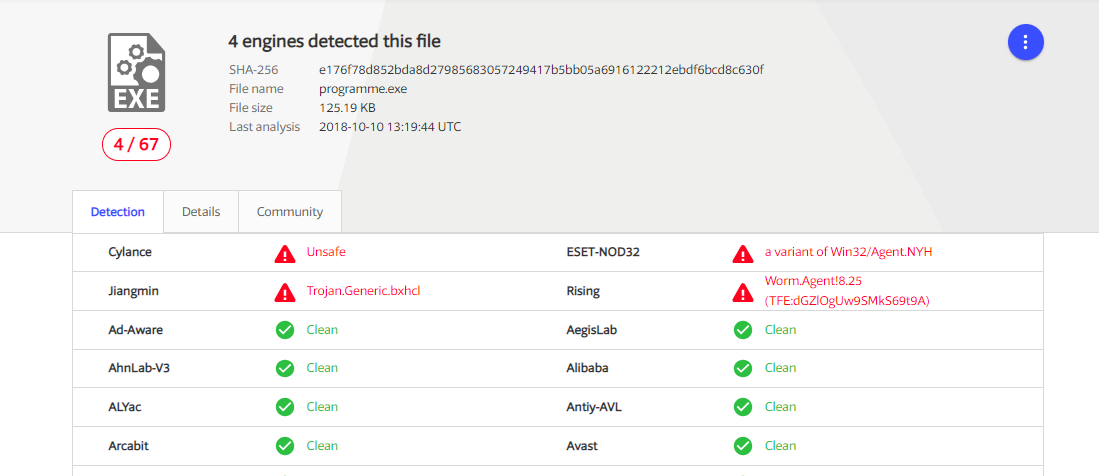 4 engines detected this file
EXE
SHA-256 e176f78d852bda8d27985683057249417b5bb05a6916122212ebdf6bcd8c630f
File name programme.exe
File size 125.19 KB
Last analysis 2018-10-10 13:19:44 UTC
4 / 67
Detection Details Community
Cylance Unsafe ESET-NOD32 a variant of Win32/Agent.NYH
Jiangmin Trojan.Generic.bxhcl Rising Worm.Agent!8.25
(TFE:dGZlOgUw9SMkS69t9A)
Ad-Aware Clean AegisLab Clean
AhnLab-V3 Clean Alibaba Clean
ALYac Clean Antiy-AVL Clean
Arcabit Clean Avast Clean